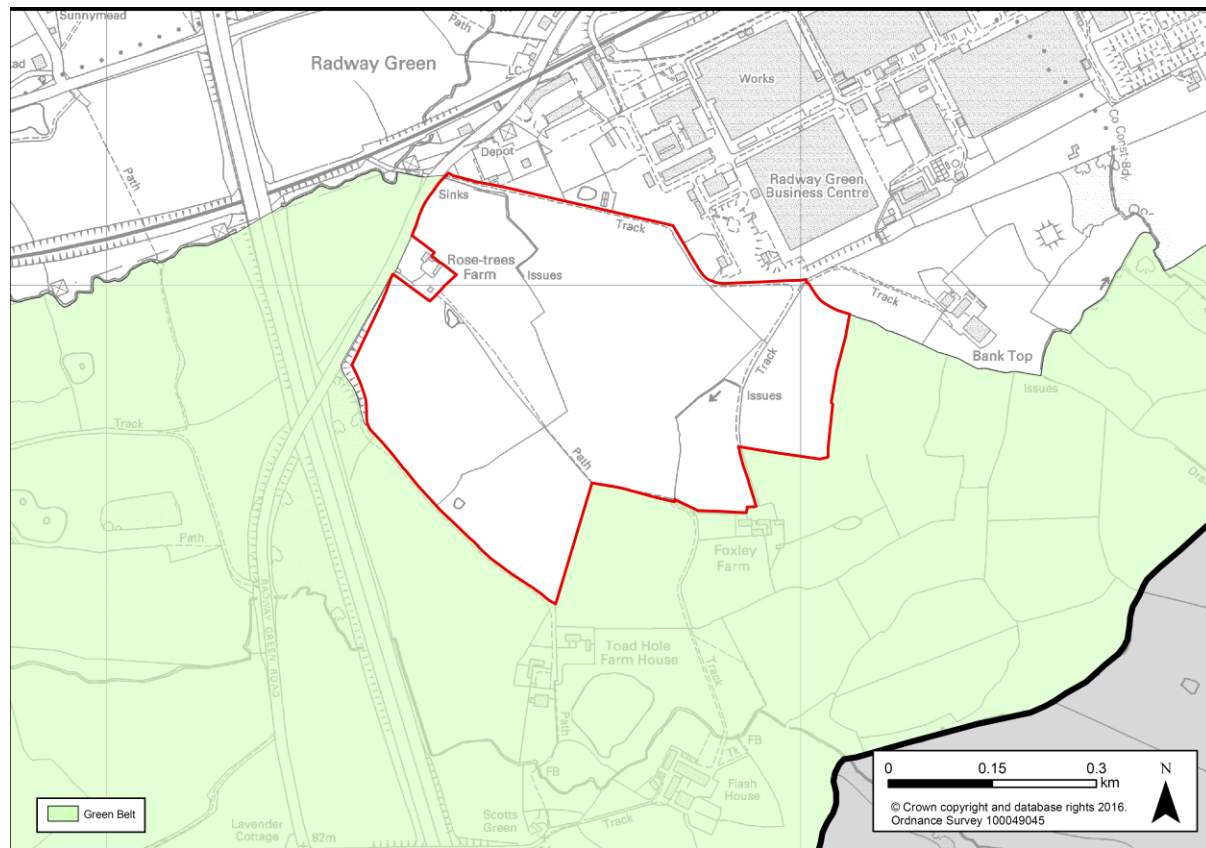 Sunnymead
Path
Radway Green
LC
Works
Co Const Bdy
Path
Depot
Radway Green
Business Centre
Sinks
Track
Rose-trees
Farm
Issues
Track
Bank Top
Track
Issues
Issues
Track
Path
Path
Foxley
Farm
RADWAY GREEN ROAD
Toad Hole
Farm House
Track
Path
FB
Tk
FB
Flash
House
Scotts
Green
Track
Lavender
Cottage
82m
Green Belt
0 0.15 0.3
km
N
© Crown copyright and database rights 2016.
Ordnance Survey 100049045